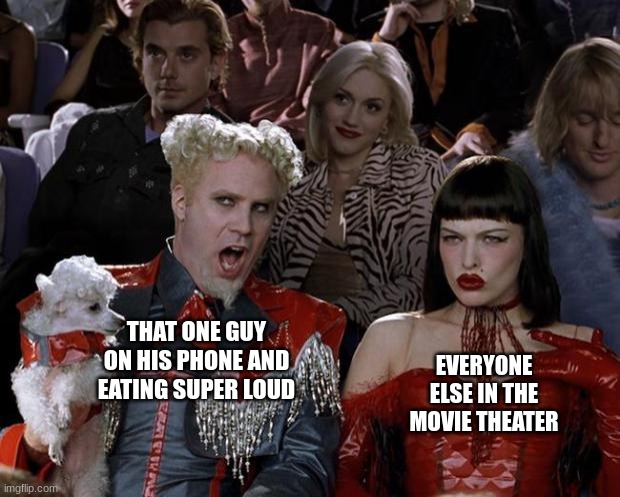 THAT ONE GUY
ON HIS PHONE AND
EATING SUPER LOUD
EVERYONE
ELSE IN THE
MOVIE THEATER
imgflip.com